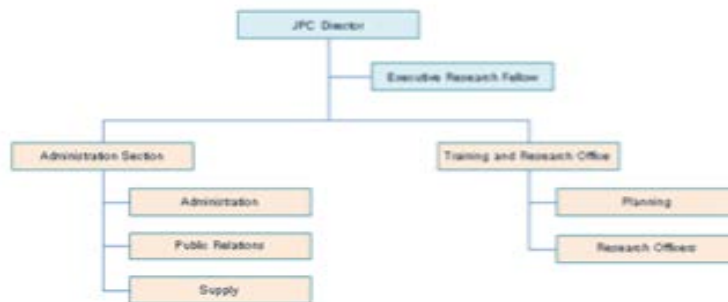 JPC Director
Executive Research Fellow
Administration Section
Training and Research Office
Administration
Planning
Public Relations
Research Officers
Supply